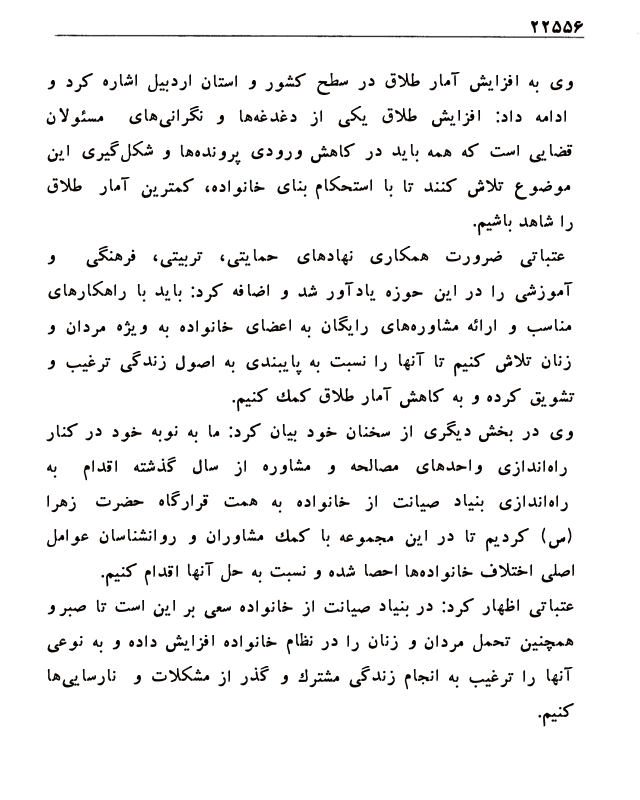 ۲۲۵۵۶
وی به افزایش آمار طلاق در سطح کشور و استان اردبیل اشاره کرد و
ادامه داد: افزایش طلاق یکی از دغدغه‌ها و نگرانی‌های مسئولان
قضایی است که همه باید در کاهش ورودی پرونده‌ها و شکل‌گیری این
موضوع تلاش کنند تا با استحکام بنای خانواده، کمترین آمار طلاق
را شاهد باشیم.
عتباتی ضرورت همکاری نهادهای حمایتی، تربیتی، فرهنگی و
آموزشی را در این حوزه یادآور شد و اضافه کرد: باید با راهکارهای
مناسب و ارائه مشاوره‌های رایگان به اعضای خانواده به ویژه مردان و
زنان تلاش کنیم تا آنها را نسبت به پایبندی به اصول زندگی ترغیب و
تشویق کرده و به کاهش آمار طلاق کمك کنیم.
وی در بخش دیگری از سخنان خود بیان کرد: ما به نوبه خود در کنار
راه‌اندازی واحدهای مصالحه و مشاوره از سال گذشته اقدام به
راه‌اندازی بنیاد صیانت از خانواده به همت قرارگاه حضرت زهرا
(س) کردیم تا در این مجموعه با کمك مشاوران و روانشناسان عوامل
اصلی اختلاف خانواده‌ها احصا شده و نسبت به حل آنها اقدام کنیم.
عتباتی اظهار کرد: در بنیاد صیانت از خانواده سعی بر این است تا صبر و
همچنین تحمل مردان و زنان را در نظام خانواده افزایش داده و به نوعی
آنها را ترغیب به انجام زندگی مشترك و گذر از مشکلات و نارسایی‌ها
کنیم.